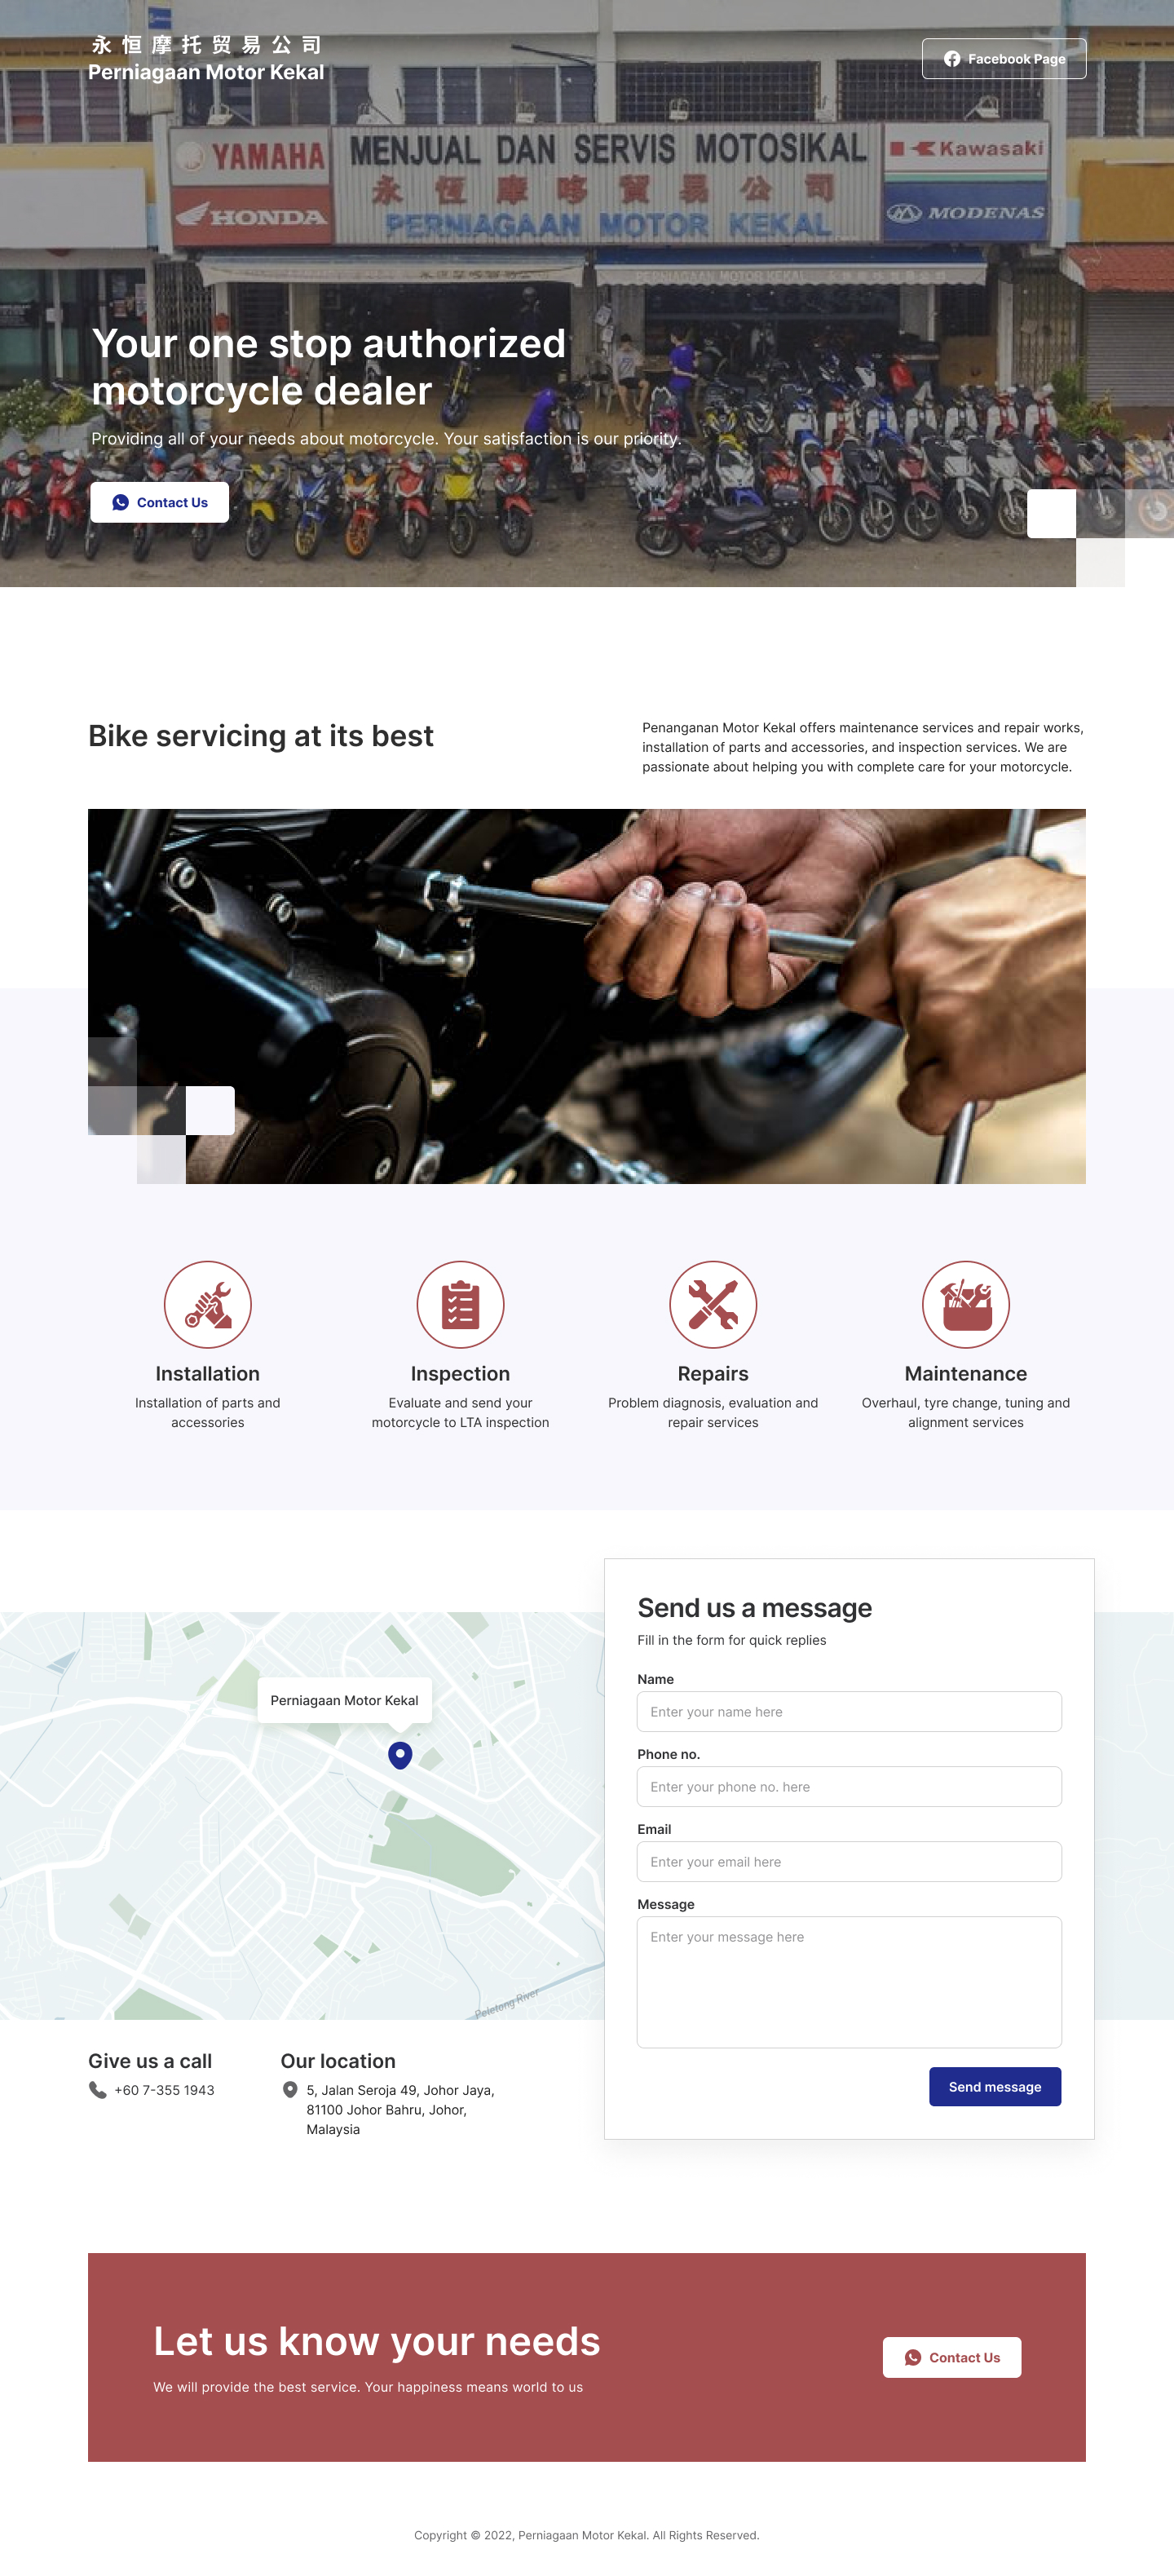 永恒摩托贸易公司
Perniagaan Motor Kekal
Facebook Page
YAMAHA
MENJUAL DAN SERVIS MOTOSIKAL
Kawasaki
HONDA
PERNIAGAAN MOTOR KEKAL
MODENAS
PERNIAGAAN MOTOR KEKAL
Your one stop authorized
motorcycle dealer
Providing all of your needs about motorcycle. Your satisfaction is our priority.
Contact Us
Bike servicing at its best
Penanganan Motor Kekal offers maintenance services and repair works,
installation of parts and accessories, and inspection services. We are
passionate about helping you with complete care for your motorcycle.
Installation
Installation of parts and
accessories
Inspection
Evaluate and send your
motorcycle to LTA inspection
Repairs
Problem diagnosis, evaluation and
repair services
Maintenance
Overhaul, tyre change, tuning and
alignment services
Perniagaan Motor Kekal
Peletong River
Send us a message
Fill in the form for quick replies
Name
Enter your name here
Phone no.
Enter your phone no. here
Email
Enter your email here
Message
Enter your message here
Send message
Give us a call
+60 7-355 1943
Our location
5, Jalan Seroja 49, Johor Jaya,
81100 Johor Bahru, Johor,
Malaysia
Let us know your needs
We will provide the best service. Your happiness means world to us
Contact Us
Copyright © 2022, Perniagaan Motor Kekal. All Rights Reserved.